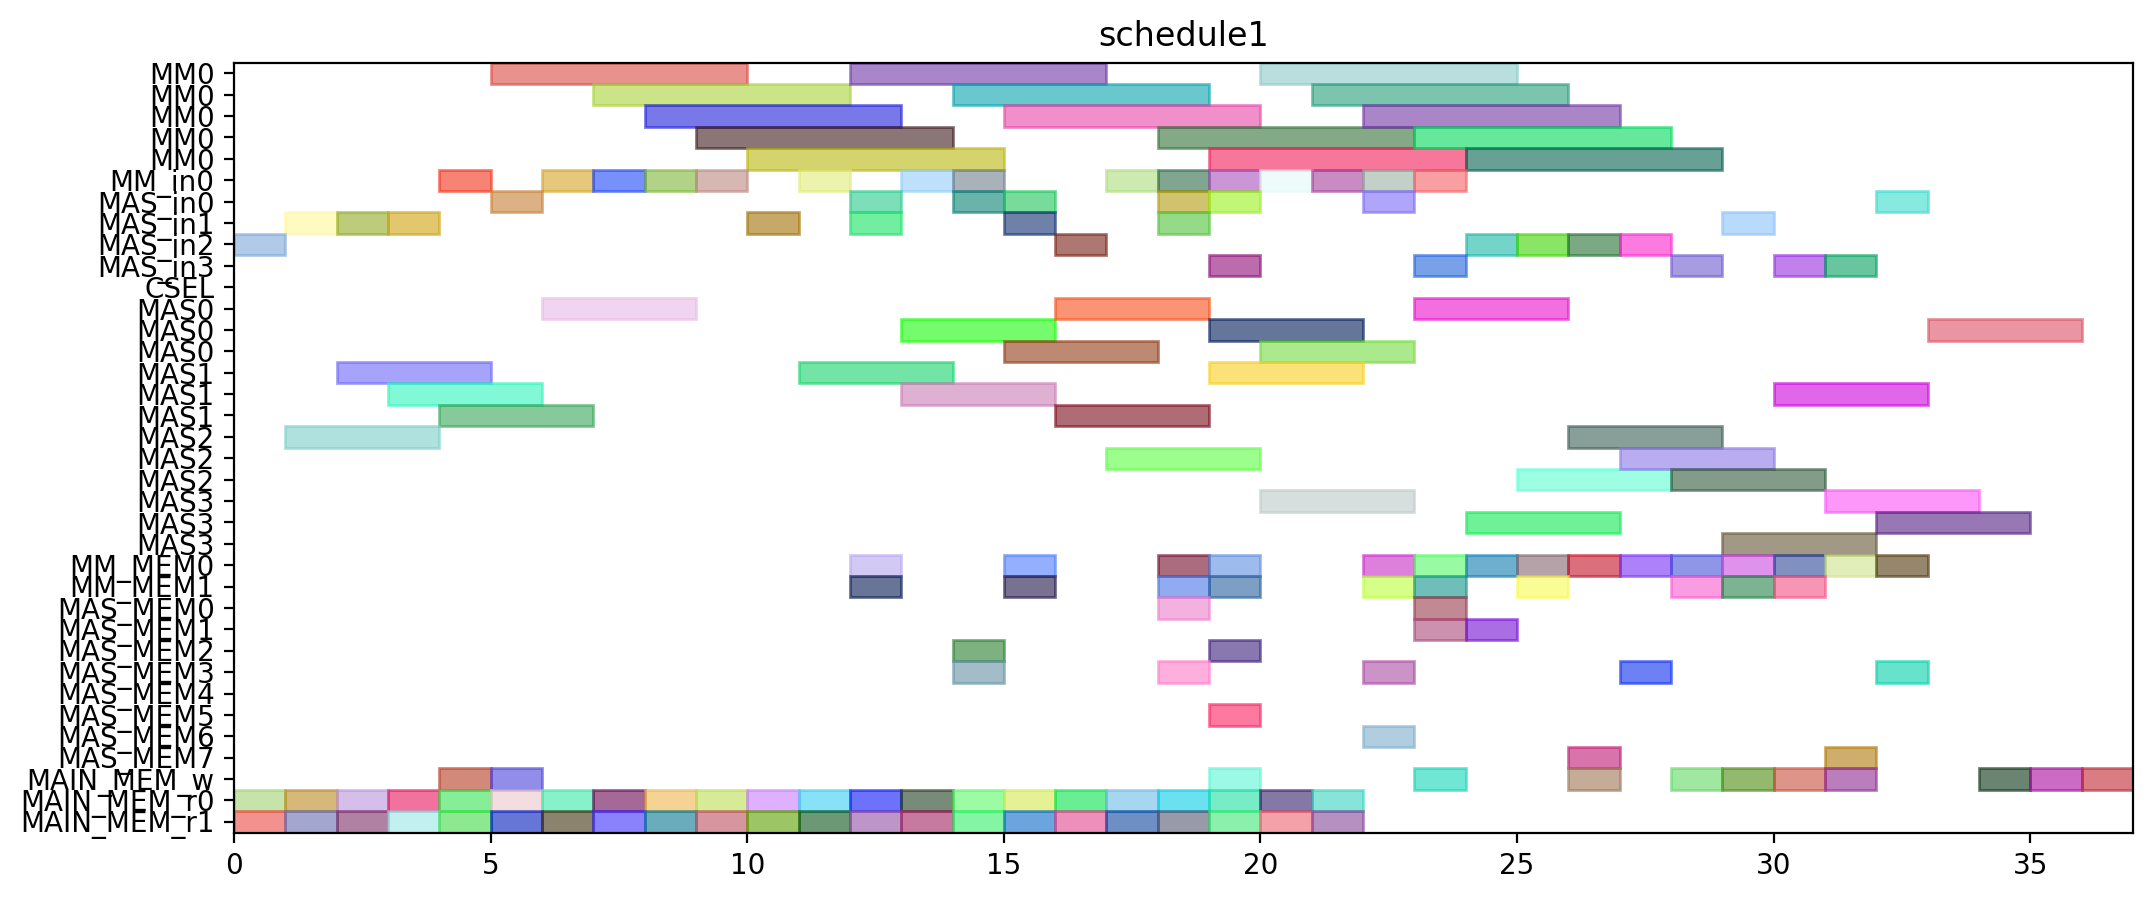 schedule1
MM0
MM0
MM0
MM0
MM0
MM_in0
MAS_in0
MAS_in1
MAS_in2
MAS_in3
CSEL
MAS0
MAS0
MAS0
MAS1
MAS1
MAS1
MAS2
MAS2
MAS2
MAS3
MAS3
MAS3
MM_MEM0
MM_MEM1
MAS_MEM0
MAS_MEM1
MAS_MEM2
MAS_MEM3
MAS_MEM4
MAS_MEM5
MAS_MEM6
MAS_MEM7
MAIN_MEM_w
MAIN_MEM_r0
MAIN_MEM_r1
0 5 10 15 20 25 30 35